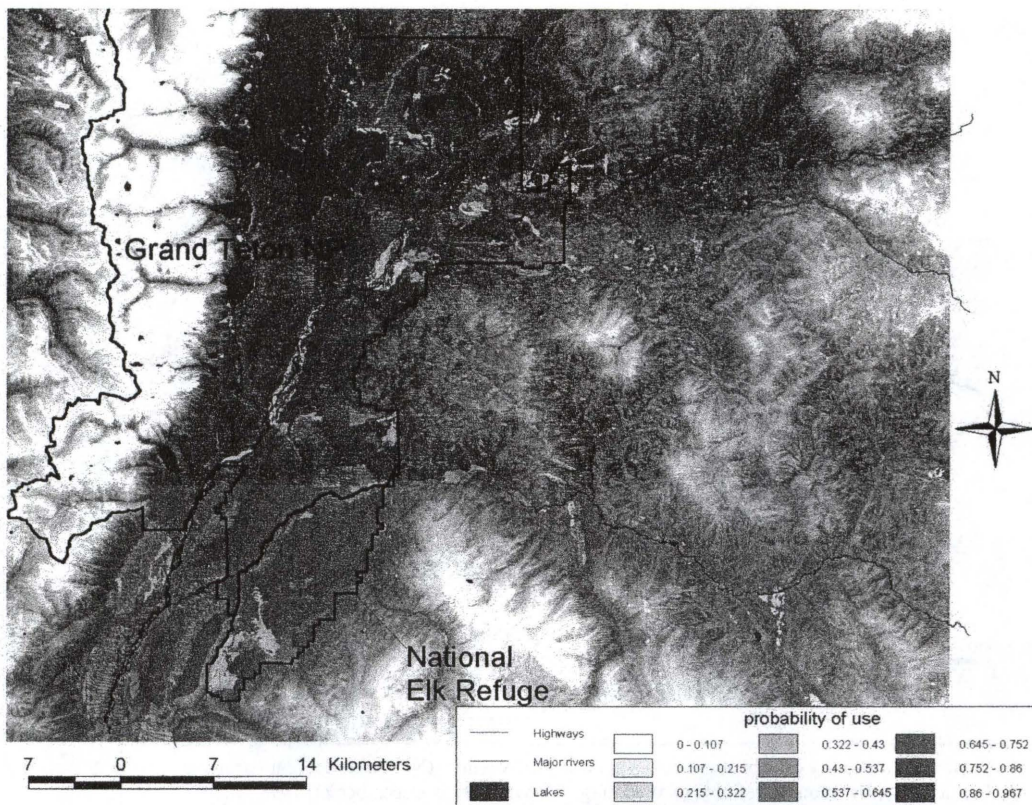 Grand Teton NP
N
National
Elk Refuge
7 0 7 14 Kilometers
probability of use
Highways
Major rivers
Lakes
0 - 0.107
0.107 - 0.215
0.215 - 0.322
0.322 - 0.43
0.43 - 0.537
0.537 - 0.645
0.645 - 0.752
0.752 - 0.86
0.86 - 0.967